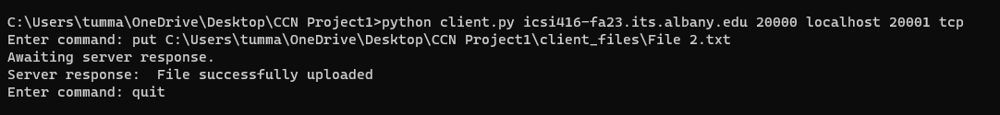 C:\Users\tumma\OneDrive\Desktop\CCN Project1>python client.py icsi416-fa23.its.albany.edu 20000 localhost 20001 tcp
Enter command: put C:\Users\tumma\OneDrive\Desktop\CCN Project1\client_files\File 2.txt
Awaiting server response.
Server response:  File successfully uploaded
Enter command: quit